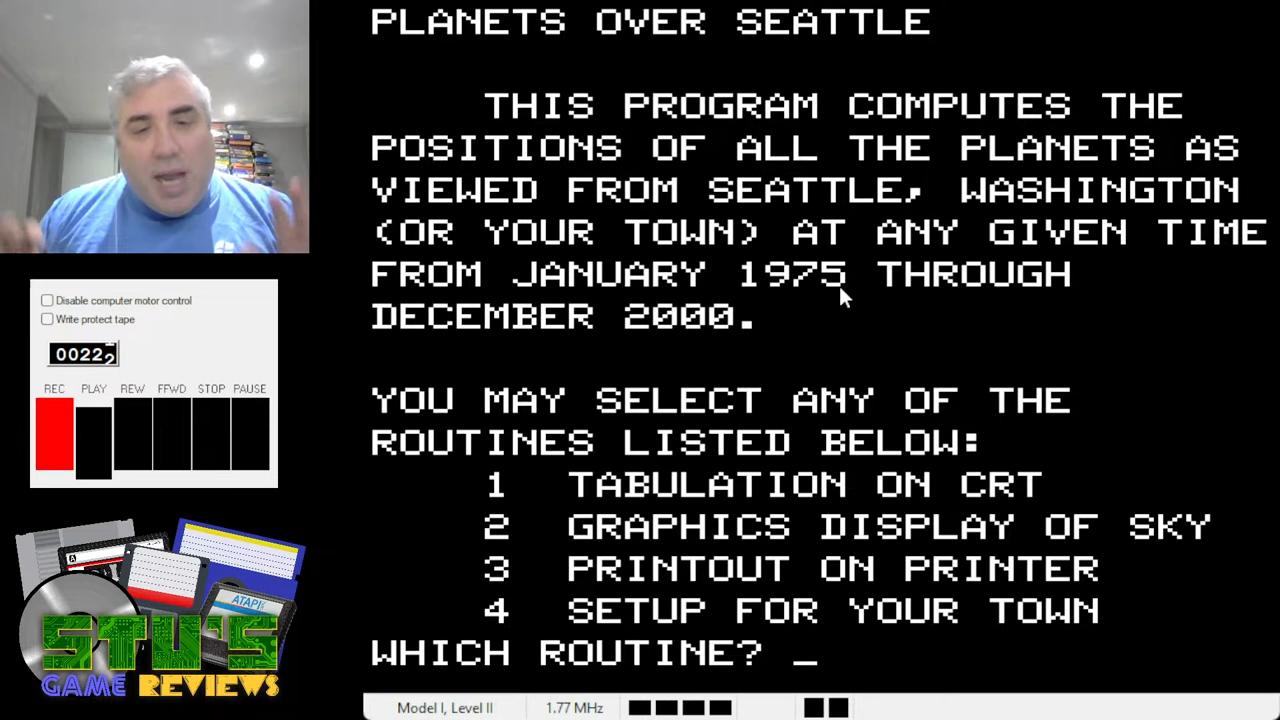 PLANETS OVER SEATTLE
THIS PROGRAM COMPUTES THE
POSITIONS OF ALL THE PLANETS AS
VIEWED FROM SEATTLE, WASHINGTON
(OR YOUR TOWN) AT ANY GIVEN TIME
FROM JANUARY 1975 THROUGH
DECEMBER 2000.
YOU MAY SELECT ANY OF THE
ROUTINES LISTED BELOW:
1 TABULATION ON CRT
2 GRAPHICS DISPLAY OF SKY
3 PRINTOUT ON PRINTER
4 SETUP FOR YOUR TOWN
WHICH ROUTINE? _
Disable computer motor control
Write protect tape
0022
REC PLAY REW FFWD STOP PAUSE
A
ATAPI
STU'S
GAME REVIEWS
Model I, Level II 1.77 MHz